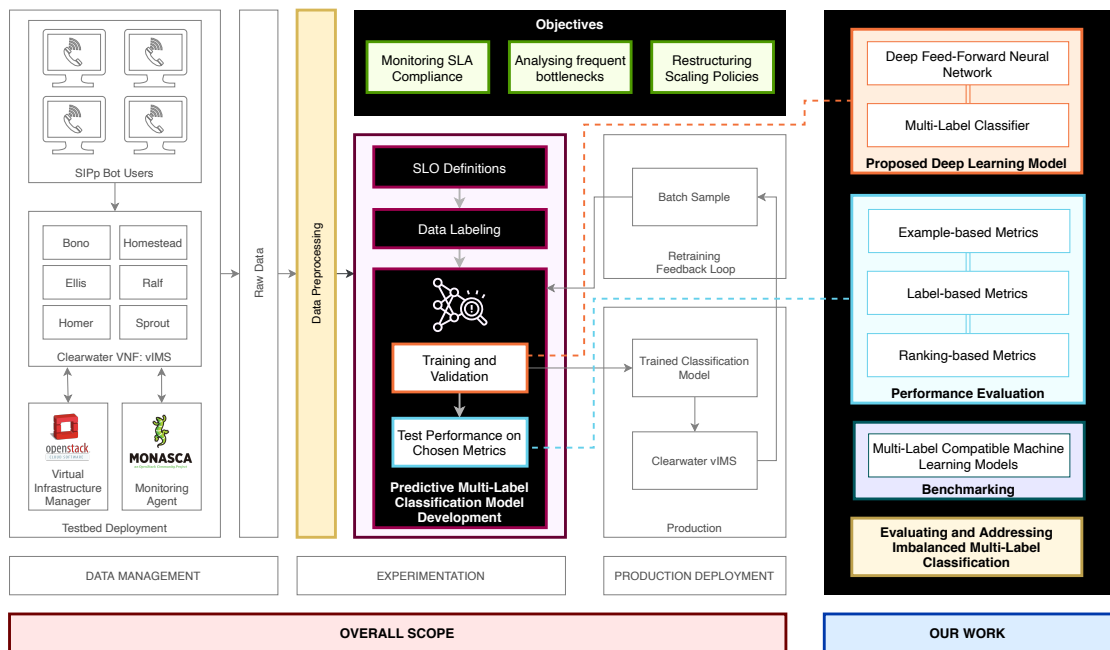 Objectives
Monitoring SLA
Compliance
Analysing frequent
bottlenecks
Restructuring
Scaling Policies
SIPp Bot Users
Bono
Homestead
Ellis
Ralf
Homer
Sprout
Clearwater VNF: vIMS
openstack
CLOUD SOFTWARE
Virtual
Infrastructure
Manager
MONASCA
an OpenStack Community Project
Monitoring
Agent
Testbed Deployment
Raw Data
Data Preprocessing
SLO Definitions
Data Labeling
Training and
Validation
Test Performance on
Chosen Metrics
Predictive Multi-Label
Classification Model
Development
Batch Sample
Retraining
Feedback Loop
Trained Classification
Model
Clearwater vIMS
Production
DATA MANAGEMENT
EXPERIMENTATION
PRODUCTION DEPLOYMENT
OVERALL SCOPE
Deep Feed-Forward Neural
Network
Multi-Label Classifier
Proposed Deep Learning Model
Example-based Metrics
Label-based Metrics
Ranking-based Metrics
Performance Evaluation
Multi-Label Compatible Machine
Learning Models
Benchmarking
Evaluating and Addressing
Imbalanced Multi-Label
Classification
OUR WORK